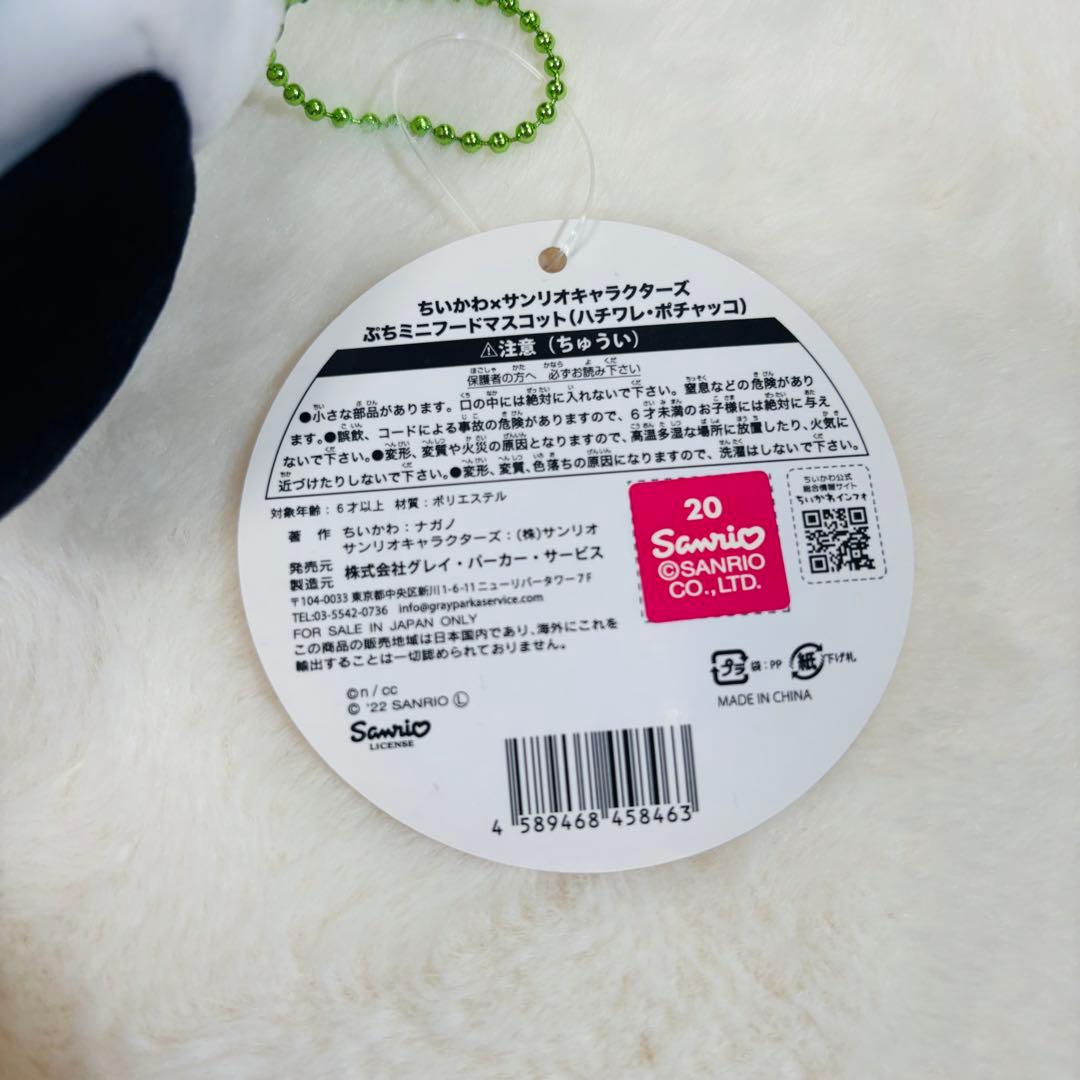 ちいかわ×サンリオキャラクターズ
ぷちミニフードマスコット(ハチワレ・ポチャッコ)
⚠注意(ちゅうい)
保護者の方へ 必ずお読み下さい
●小さな部品があります。口の中には絶対に入れないで下さい。窒息などの危険があり
ます。●誤飲、コードによる事故の危険がありますので、6才未満のお子様には絶対に与え
ないで下さい。●変形、変質や火災の原因となりますので、高温多湿な場所に放置したり、火気に
近づけたりしないで下さい。●変形、変質、色落ちの原因になりますので、洗濯はしないで下さい。
対象年齢:6才以上 材質:ポリエステル
著 作 ちいかわ:ナガノ
サンリオキャラクターズ:(株)サンリオ
発売元
製造元 株式会社グレイ・パーカー・サービス
〒104-0033 東京都中央区新川1-6-11 ニューリバータワー7F
TEL:03-5542-0736 info@grayparkaservice.com
FOR SALE IN JAPAN ONLY
この商品の販売地域は日本国内であり、海外にこれを
輸出することは一切認められておりません。
©n / cc
© '22 SANRIO Ⓛ
Sanrio
LICENSE
20
Sanrio
©SANRIO
CO., LTD.
ちいかわ公式
総合情報サイト
ちいかわインフォ
プラ 袋:PP 紙 下げ札
MADE IN CHINA
4 589468 458463